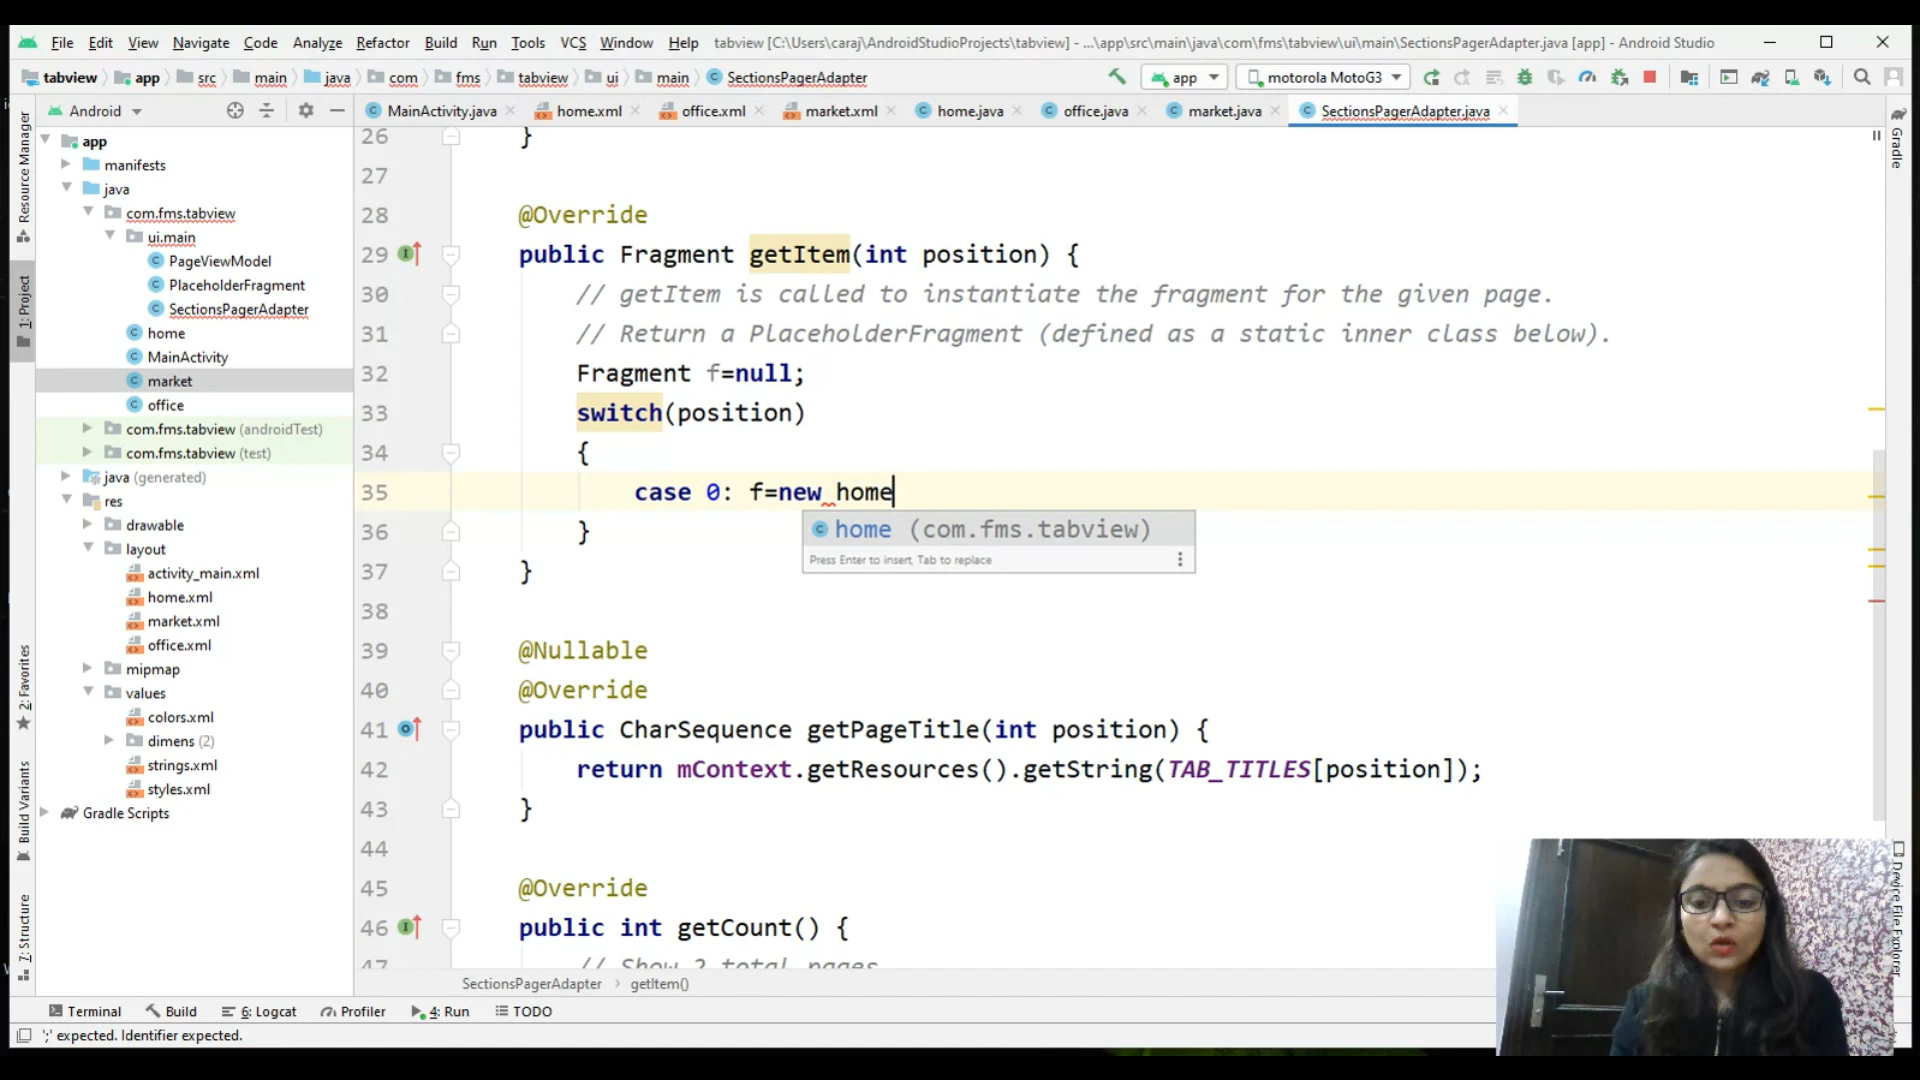 File Edit View Navigate Code Analyze Refactor Build Run Tools VCS Window Help tabview [C:\Users\caraj\AndroidStudioProjects\tabview] - ...\app\src\main\java\com\fms\tabview\ui\main\SectionsPagerAdapter.java [app] - Android Studio
tabview app src main java com fms tabview ui main SectionsPagerAdapter app motorola MotoG3
Android MainActivity.java home.xml office.xml market.xml home.java office.java market.java SectionsPagerAdapter.java
Resource Manager
1: Project
2: Favorites
Build Variants
7: Structure
app
manifests
java
com.fms.tabview
ui.main
PageViewModel
PlaceholderFragment
SectionsPagerAdapter
home
MainActivity
market
office
com.fms.tabview (androidTest)
com.fms.tabview (test)
java (generated)
res
drawable
layout
activity_main.xml
home.xml
market.xml
office.xml
mipmap
values
colors.xml
dimens (2)
strings.xml
styles.xml
Gradle Scripts
26 }
27
28 @Override
29 public Fragment getItem(int position) {
30 // getItem is called to instantiate the fragment for the given page.
31 // Return a PlaceholderFragment (defined as a static inner class below).
32 Fragment f=null;
33 switch(position)
34 {
35 case 0: f=new home
home (com.fms.tabview)
Press Enter to insert, Tab to replace
36 }
37 }
38
39 @Nullable
40 @Override
41 public CharSequence getPageTitle(int position) {
42 return mContext.getResources().getString(TAB_TITLES[position]);
43 }
44
45 @Override
46 public int getCount() {
47 // Show 2 total pages.
Gradle
Device File Explorer
SectionsPagerAdapter › getItem()
Terminal Build 6: Logcat Profiler 4: Run TODO
';' expected. Identifier expected.